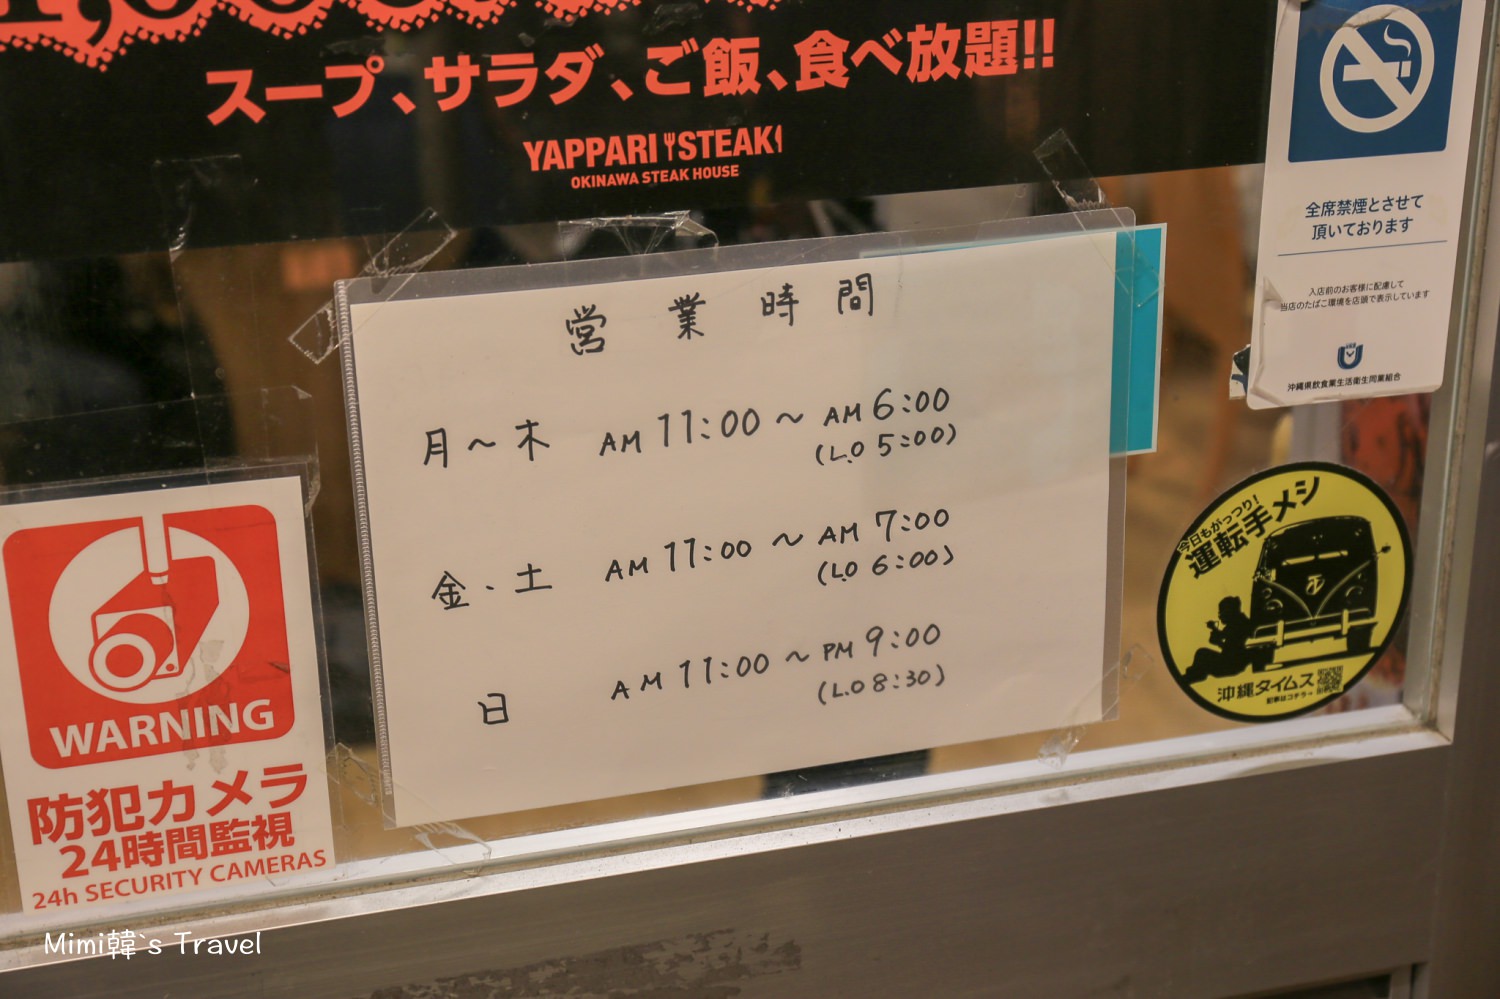 スープ、サラダ、ご飯、食べ放題!!
YAPPARI STEAK
OKINAWA STEAK HOUSE
全席禁煙とさせて
頂いております
入店前のお客様に配慮して
当店のたばこ環境を店頭で表示しています
沖縄県飲食業生活衛生同業組合
営業時間
月～木 AM 11:00 ～ AM 6:00
(L.O 5:00)
金・土 AM 11:00 ～ AM 7:00
(L.O 6:00)
日 AM 11:00 ～ PM 9:00
(L.O 8:30)
WARNING
防犯カメラ
24時間監視
24h SECURITY CAMERAS
今日もがっつり!
運転手メシ
沖縄タイムス
記事はコチラ→
Mimi韓`s Travel